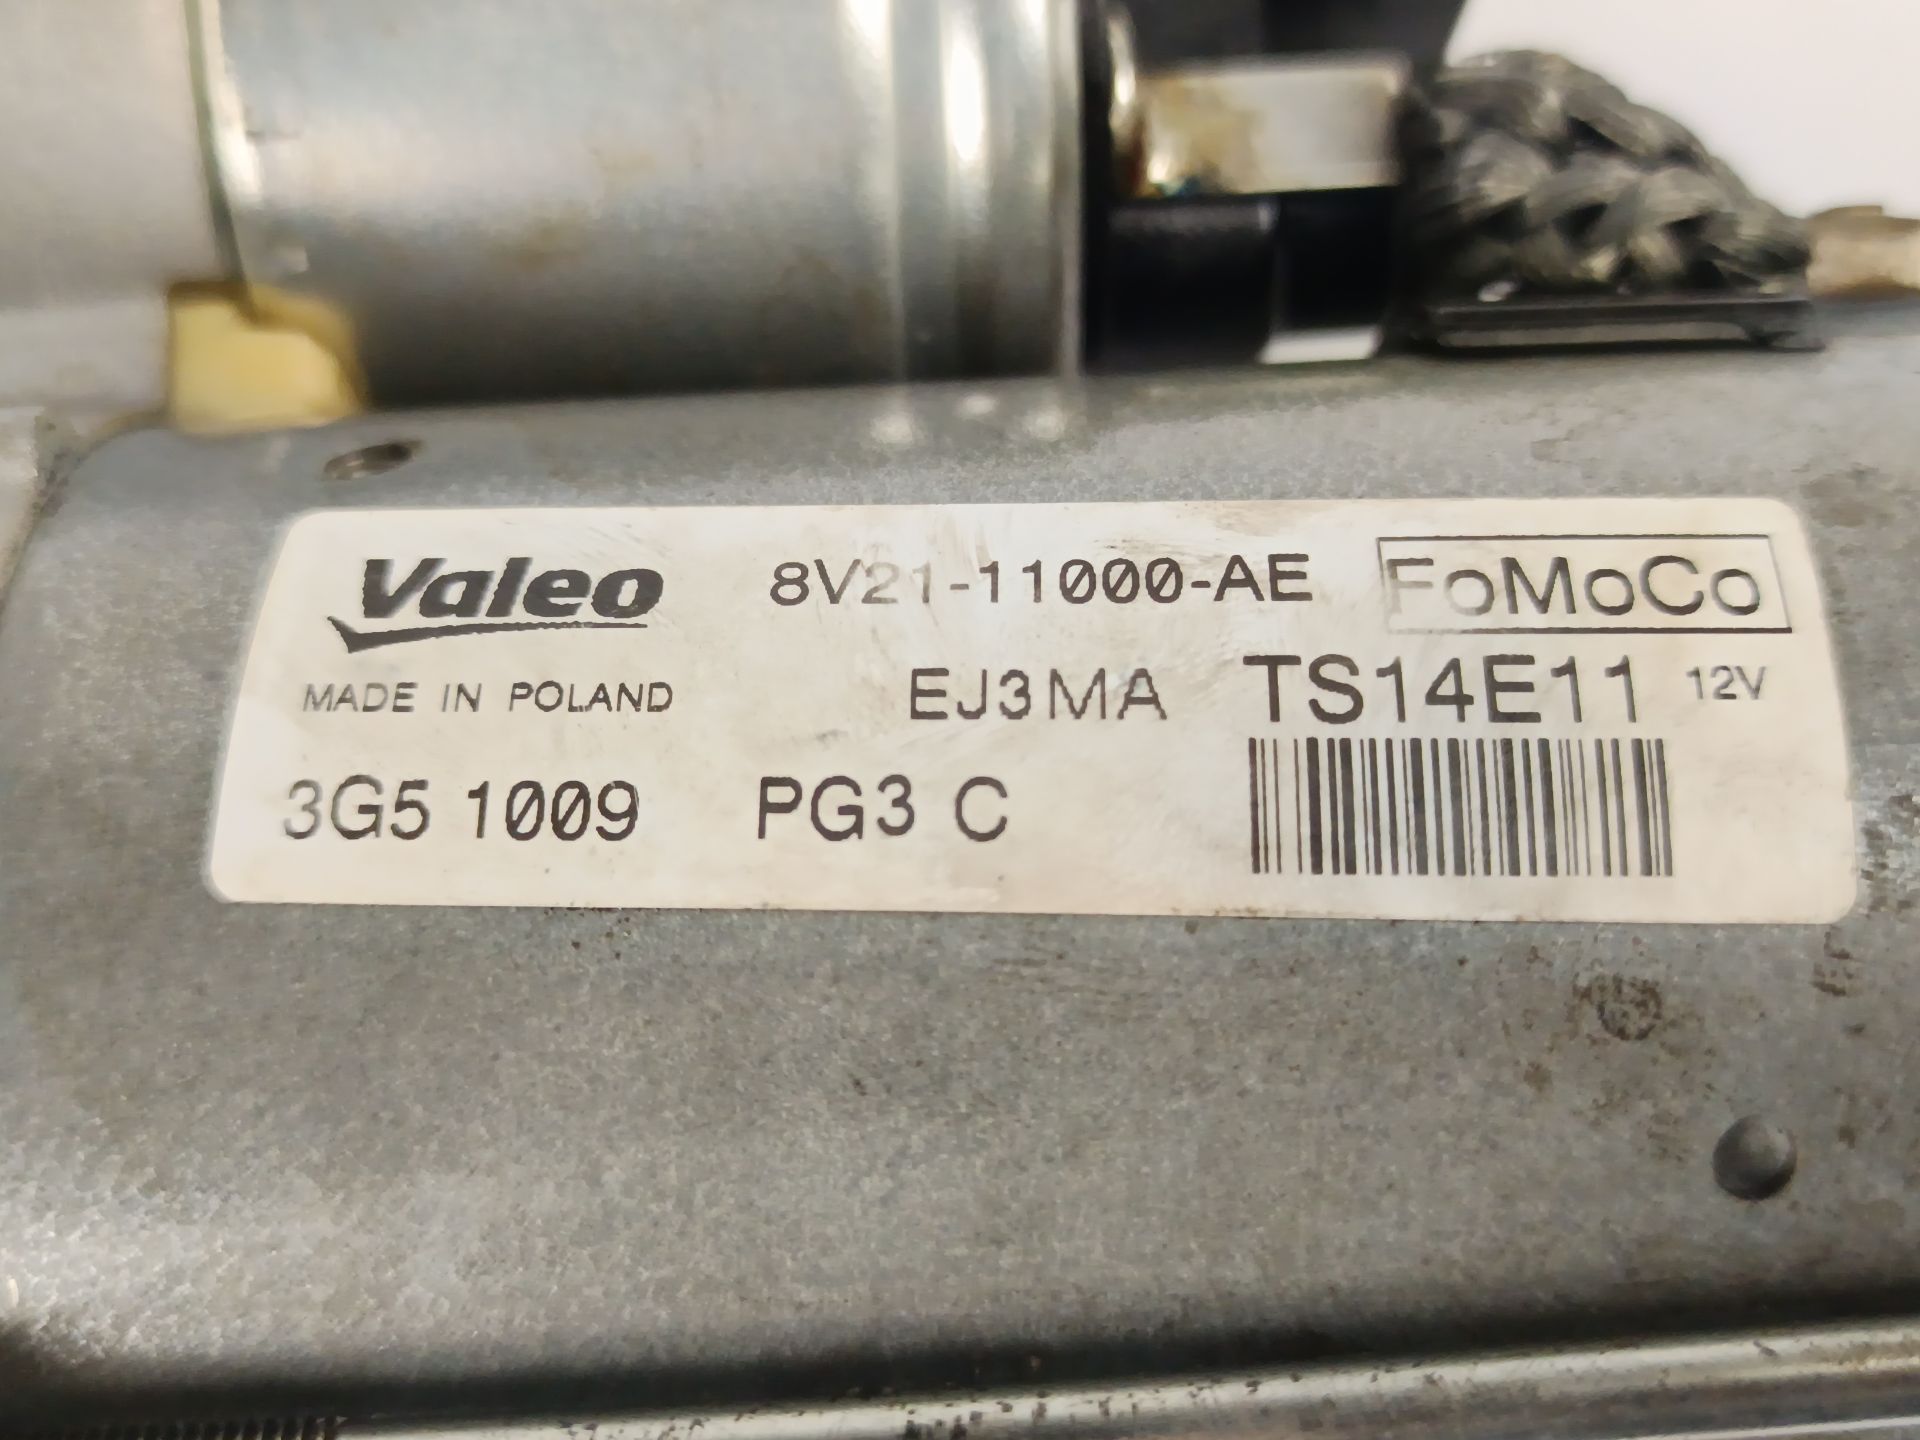 Valeo 8V21-11000-AE FoMoCo
MADE IN POLAND EJ3MA TS14E11 12V
3G5 1009 PG3 C